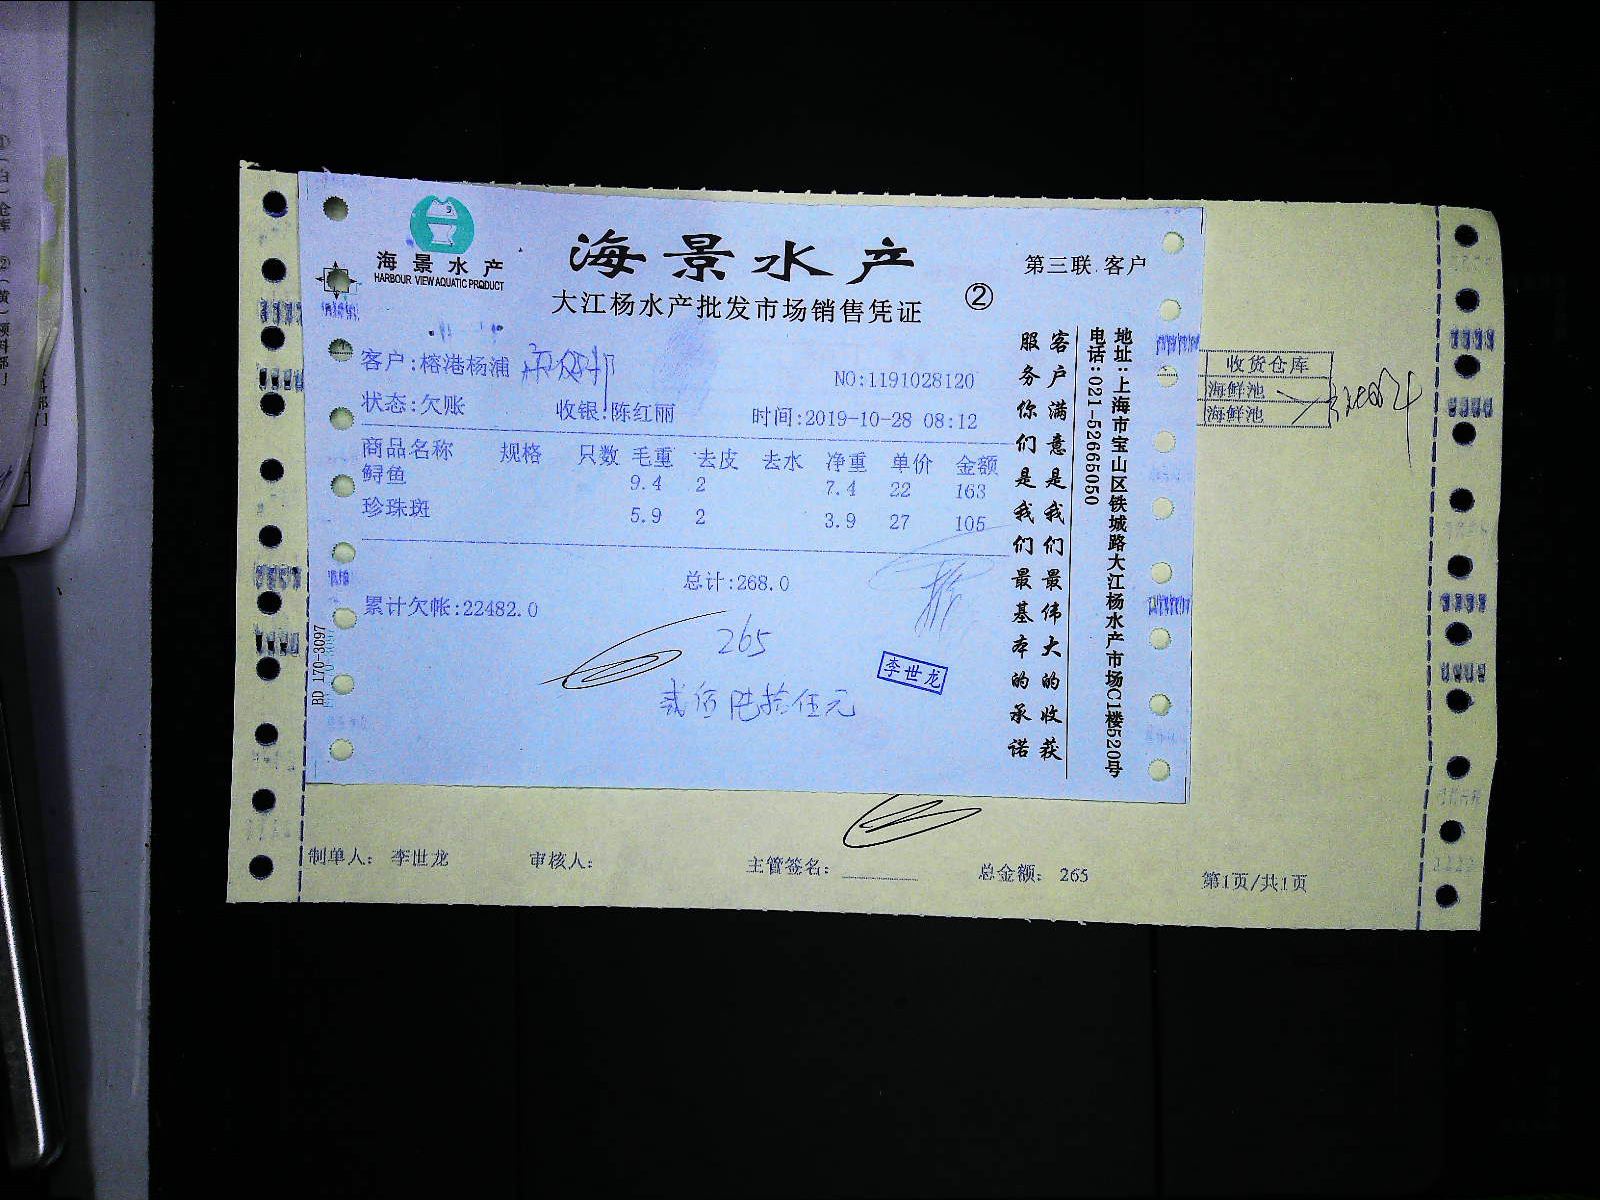 海景水产
HARBOUR VIEW AQUATIC PRODUCT
海景水产
第三联 客户
大江杨水产批发市场销售凭证 ②
客户:榕港杨浦
NO:1191028120
状态:欠账 收银:陈红丽 时间:2019-10-28 08:12
商品名称 规格 只数 毛重 去皮 去水 净重 单价 金额
鲟鱼 9.4 2 7.4 22 163
珍珠斑 5.9 2 3.9 27 105
总计:268.0
累计欠帐:22482.0
265
贰佰陆拾伍元
李世龙
BD 170-3097
客户满意是我们最伟大的收获
服务你们是我们最基本的承诺
地址:上海市宝山区铁城路大江杨水产市场C1楼520号
电话:021-52665050
收货仓库
海鲜池
海鲜池
制单人: 李世龙 审核人: 主管签名: 总金额: 265 第1页/共1页